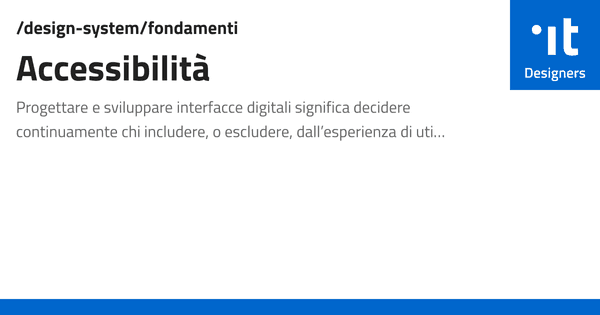 /design-system/fondamenti
Accessibilità
Progettare e sviluppare interfacce digitali significa decidere
continuamente chi includere, o escludere, dall’esperienza di uti…
.it
Designers